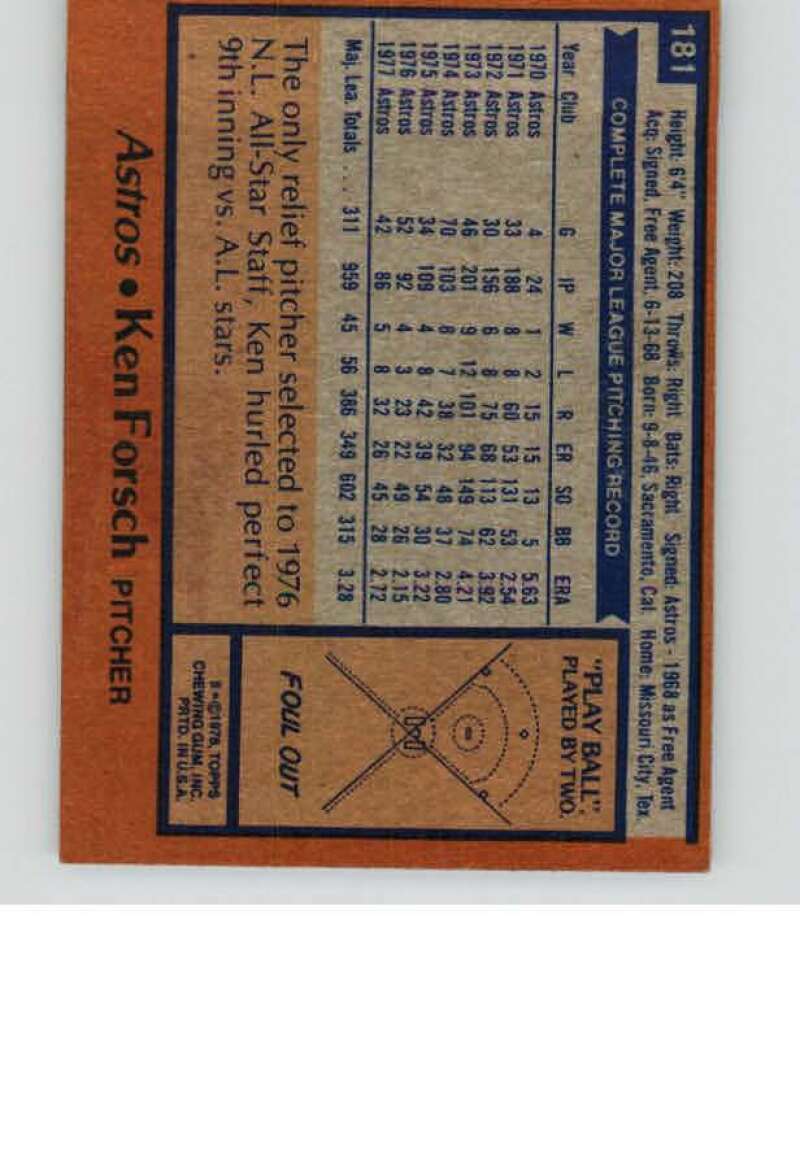 181
Height: 6'4" Weight: 208 Throws: Right Bats: Right Signed: Astros - 1968 as Free Agent
Acq: Signed, Free Agent, 6-13-68 Born: 9-8-46, Sacramento, Cal. Home: Missouri City, Tex.
COMPLETE MAJOR LEAGUE PITCHING RECORD
Year Club G IP W L R ER SO BB ERA
1970 Astros 4 24 1 2 15 15 13 5 5.63
1971 Astros 33 188 8 8 60 53 131 53 2.54
1972 Astros 30 156 6 8 75 68 113 62 3.92
1973 Astros 46 201 9 12 101 94 149 74 4.21
1974 Astros 70 103 8 7 38 32 48 37 2.80
1975 Astros 34 109 4 8 42 39 54 30 3.22
1976 Astros 52 92 4 3 23 22 49 26 2.15
1977 Astros 42 86 5 8 32 26 45 28 2.72
Maj. Lea. Totals ... 311 959 45 56 386 349 602 315 3.28
The only relief pitcher selected to 1976
N.L. All-Star Staff, Ken hurled perfect
9th inning vs. A.L. stars.
"PLAY BALL"
PLAYED BY TWO.
FOUL OUT
©1978, TOPPS
CHEWING GUM, INC.
PRTD. IN U.S.A.
Astros • Ken Forsch PITCHER